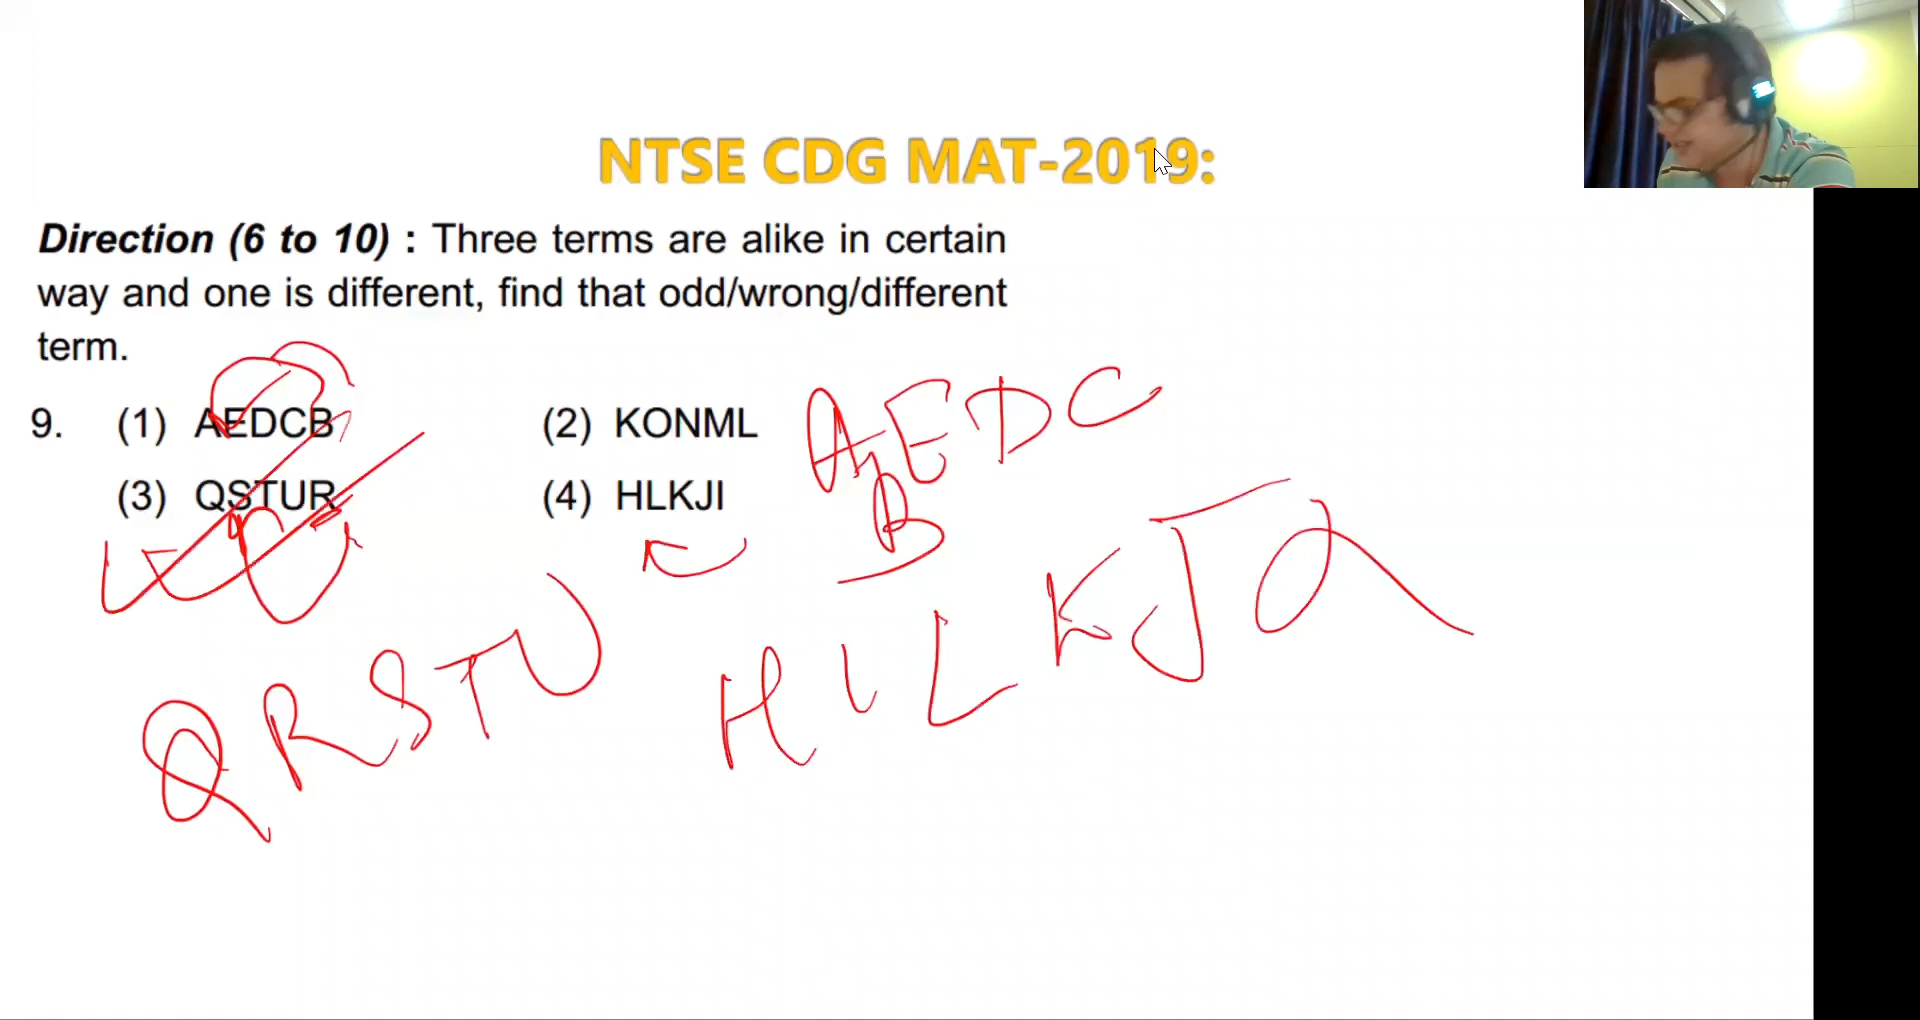 NTSE CDG MAT-2019:
Direction (6 to 10) : Three terms are alike in certain
way and one is different, find that odd/wrong/different
term.
9. (1) AEDCB (2) KONML
(3) QSTUR (4) HLKJI
AEDC
B
QRSTU
HILKJ